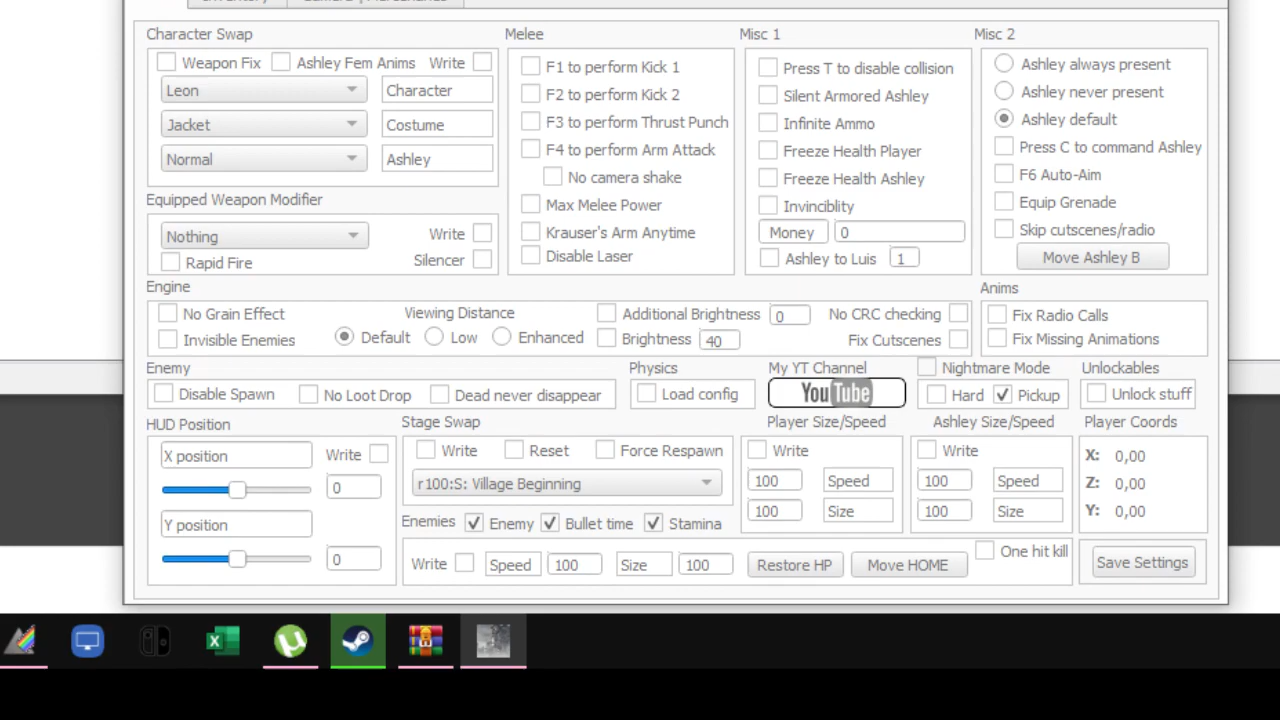 Character Swap
Weapon Fix Ashley Fem Anims Write
Leon Character
Jacket Costume
Normal Ashley
Equipped Weapon Modifier
Nothing Write
Rapid Fire Silencer
Melee
F1 to perform Kick 1
F2 to perform Kick 2
F3 to perform Thrust Punch
F4 to perform Arm Attack
No camera shake
Max Melee Power
Krauser's Arm Anytime
Disable Laser
Misc 1
Press T to disable collision
Silent Armored Ashley
Infinite Ammo
Freeze Health Player
Freeze Health Ashley
Invinciblity
Money 0
Ashley to Luis 1
Misc 2
Ashley always present
Ashley never present
Ashley default
Press C to command Ashley
F6 Auto-Aim
Equip Grenade
Skip cutscenes/radio
Move Ashley B
Engine
No Grain Effect Viewing Distance Additional Brightness 0 No CRC checking
Invisible Enemies Default Low Enhanced Brightness 40 Fix Cutscenes
Anims
Fix Radio Calls
Fix Missing Animations
Enemy
Disable Spawn No Loot Drop Dead never disappear
Physics
Load config
My YT Channel
YouTube
Nightmare Mode
Hard Pickup
Unlockables
Unlock stuff
HUD Position
X position Write
0
Y position
0
Stage Swap
Write Reset Force Respawn
r100:S: Village Beginning
Enemies Enemy Bullet time Stamina
Write Speed 100 Size 100 Restore HP Move HOME One hit kill
Player Size/Speed
Write
100 Speed
100 Size
Ashley Size/Speed
Write
100 Speed
100 Size
Player Coords
X: 0,00
Z: 0,00
Y: 0,00
Save Settings